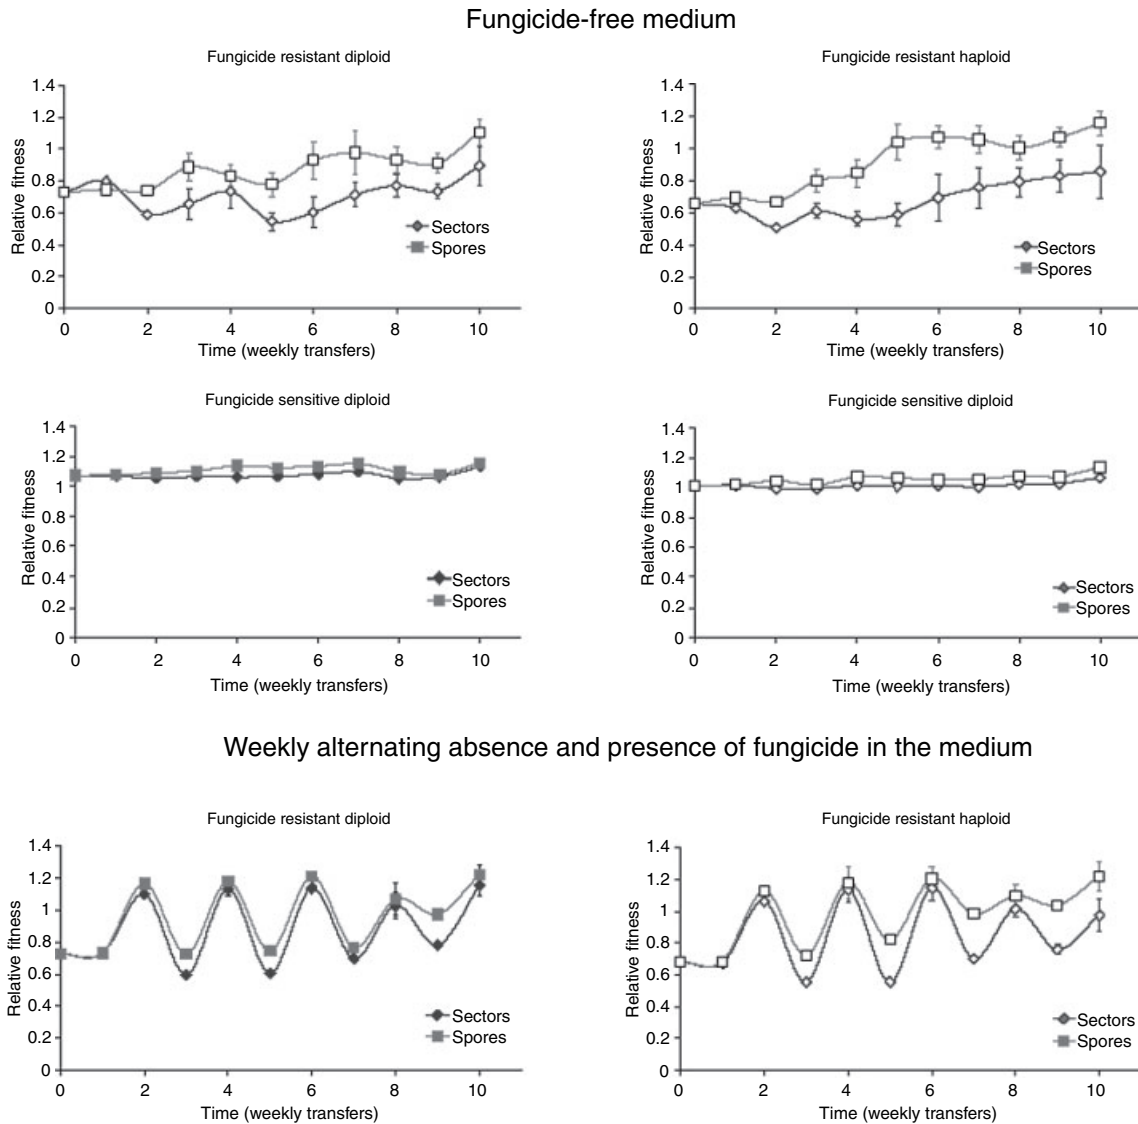 Fungicide-free medium
Fungicide resistant diploid
1.4
1.2
1
0.8
0.6
0.4
0.2
0
Relative fitness
Sectors
Spores
0 2 4 6 8 10
Time (weekly transfers)
Fungicide resistant haploid
1.4
1.2
1
0.8
0.6
0.4
0.2
0
Relative fitness
Sectors
Spores
0 2 4 6 8 10
Time (weekly transfers)
Fungicide sensitive diploid
1.4
1.2
1
0.8
0.6
0.4
0.2
0
Relative fitness
Sectors
Spores
0 2 4 6 8 10
Time (weekly transfers)
Fungicide sensitive diploid
1.4
1.2
1
0.8
0.6
0.4
0.2
0
Relative fitness
Sectors
Spores
0 2 4 6 8 10
Time (weekly transfers)
Weekly alternating absence and presence of fungicide in the medium
Fungicide resistant diploid
1.4
1.2
1
0.8
0.6
0.4
0.2
0
Relative fitness
Sectors
Spores
0 2 4 6 8 10
Time (weekly transfers)
Fungicide resistant haploid
1.4
1.2
1
0.8
0.6
0.4
0.2
0
Relative fitness
Sectors
Spores
0 2 4 6 8 10
Time (weekly transfers)